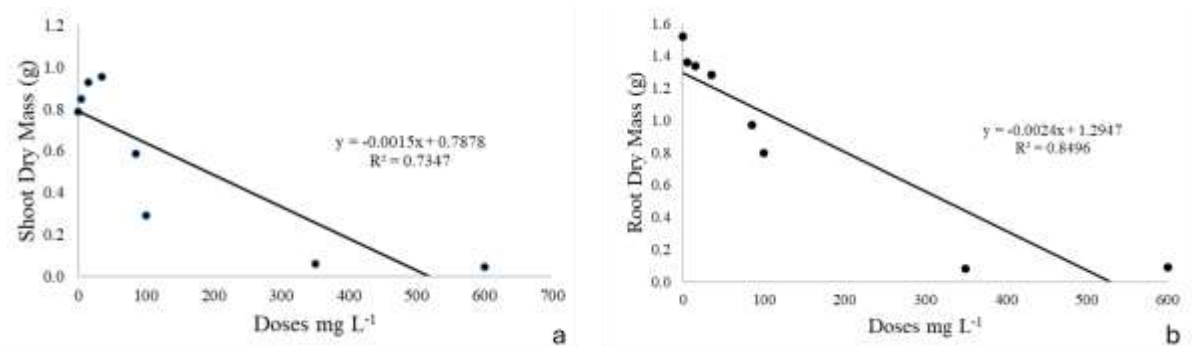 Shoot Dry Mass (g)
1.2
1.0
0.8
0.6
0.4
0.2
0.0
y = -0.0015x + 0.7878
R² = 0.7347
0 100 200 300 400 500 600 700
Doses mg L⁻¹
a
Root Dry Mass (g)
1.6
1.4
1.2
1.0
0.8
0.6
0.4
0.2
0.0
y = -0.0024x + 1.2947
R² = 0.8496
0 100 200 300 400 500 600
Doses mg L⁻¹
b